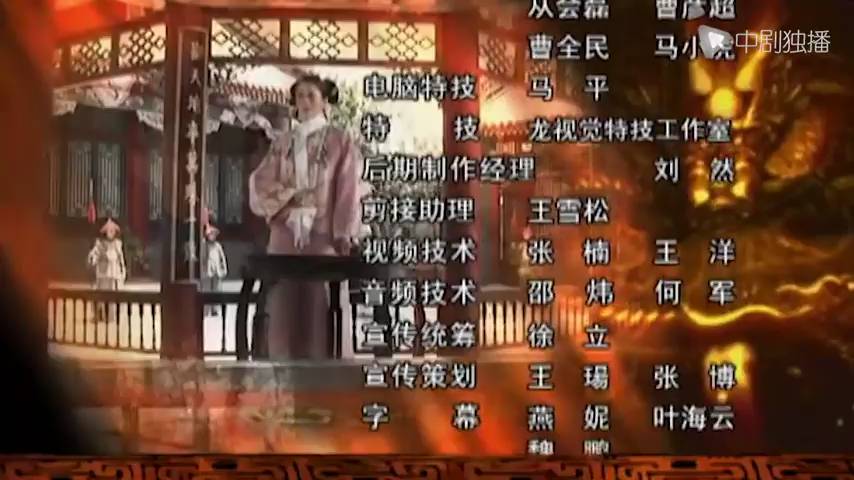 从会磊 曹彦超
中剧独播
曹全民 马小
电脑特技 马平
特技 龙视觉特技工作室
后期制作经理 刘然
剪接助理 王雪松
视频技术 张楠 王洋
音频技术 邵炜 何军
宣传统筹 徐立
宣传策划 王瑒 张博
字幕 燕妮 叶海云
魏鹏